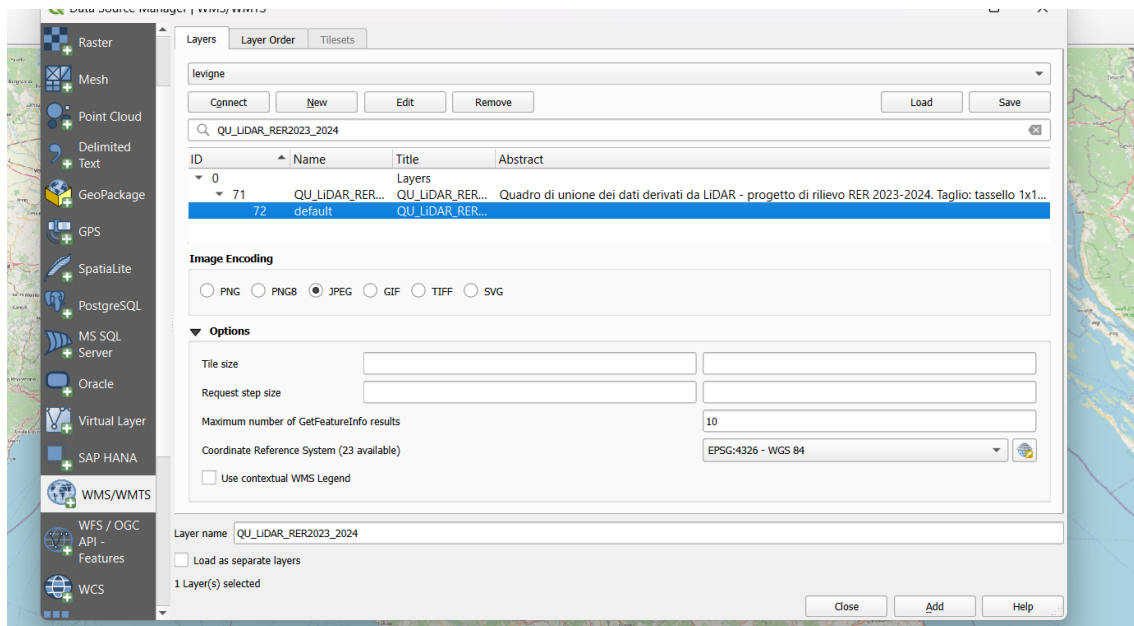 Data Source Manager | WMS/WMTS
Raster
Mesh
Point Cloud
Delimited
Text
GeoPackage
GPS
SpatiaLite
PostgreSQL
MS SQL
Server
Oracle
Virtual Layer
SAP HANA
WMS/WMTS
WFS / OGC
API -
Features
WCS
Layers Layer Order Tilesets
levigne
Connect New Edit Remove Load Save
QU_LiDAR_RER2023_2024
ID Name Title Abstract
0 Layers
71 QU_LiDAR_RER... QU_LiDAR_RER... Quadro di unione dei dati derivati da LiDAR - progetto di rilievo RER 2023-2024. Taglio: tassello 1x1...
72 default QU_LiDAR_RER...
Image Encoding
PNG PNG8 JPEG GIF TIFF SVG
Options
Tile size
Request step size
Maximum number of GetFeatureInfo results 10
Coordinate Reference System (23 available) EPSG:4326 - WGS 84
Use contextual WMS Legend
Layer name QU_LiDAR_RER2023_2024
Load as separate layers
1 Layer(s) selected
Close Add Help